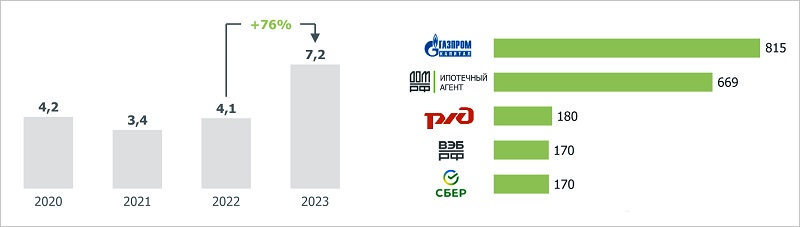 +76%
4,2
3,4
4,1
7,2
2020
2021
2022
2023
ГАЗПРОМ
КАПИТАЛ
815
ДОМ
РФ
ИПОТЕЧНЫЙ
АГЕНТ
669
РЖД
180
ВЭБ
РФ
170
СБЕР
170